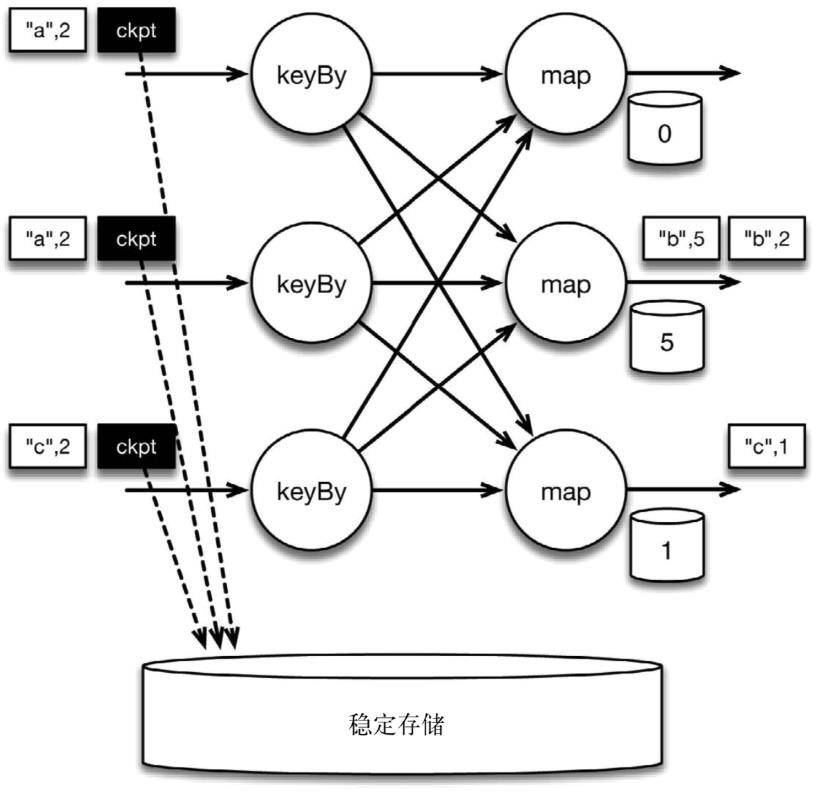 "a",2 ckpt
keyBy map
0
"a",2 ckpt
"b",5 "b",2
keyBy map
5
"c",2 ckpt
"c",1
keyBy map
1
稳定存储